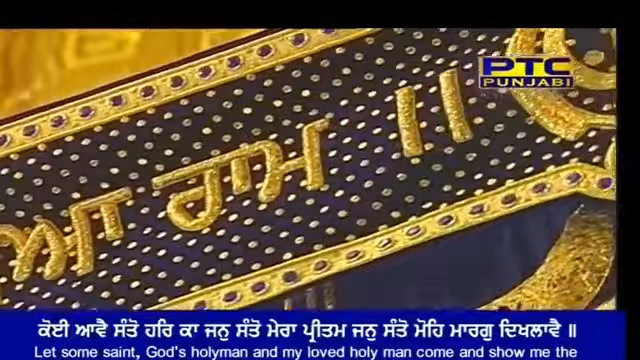 PTC
PUNJABI
ਆ ਰਾਮ ॥
ਕੋਈ ਆਵੈ ਸੰਤੋ ਹਰਿ ਕਾ ਜਨੁ ਸੰਤੋ ਮੇਰਾ ਪ੍ਰੀਤਮ ਜਨੁ ਸੰਤੋ ਮੋਹਿ ਮਾਰਗੁ ਦਿਖਲਾਵੈ ॥
Let some saint, God's holyman and my loved holy man come and show me the